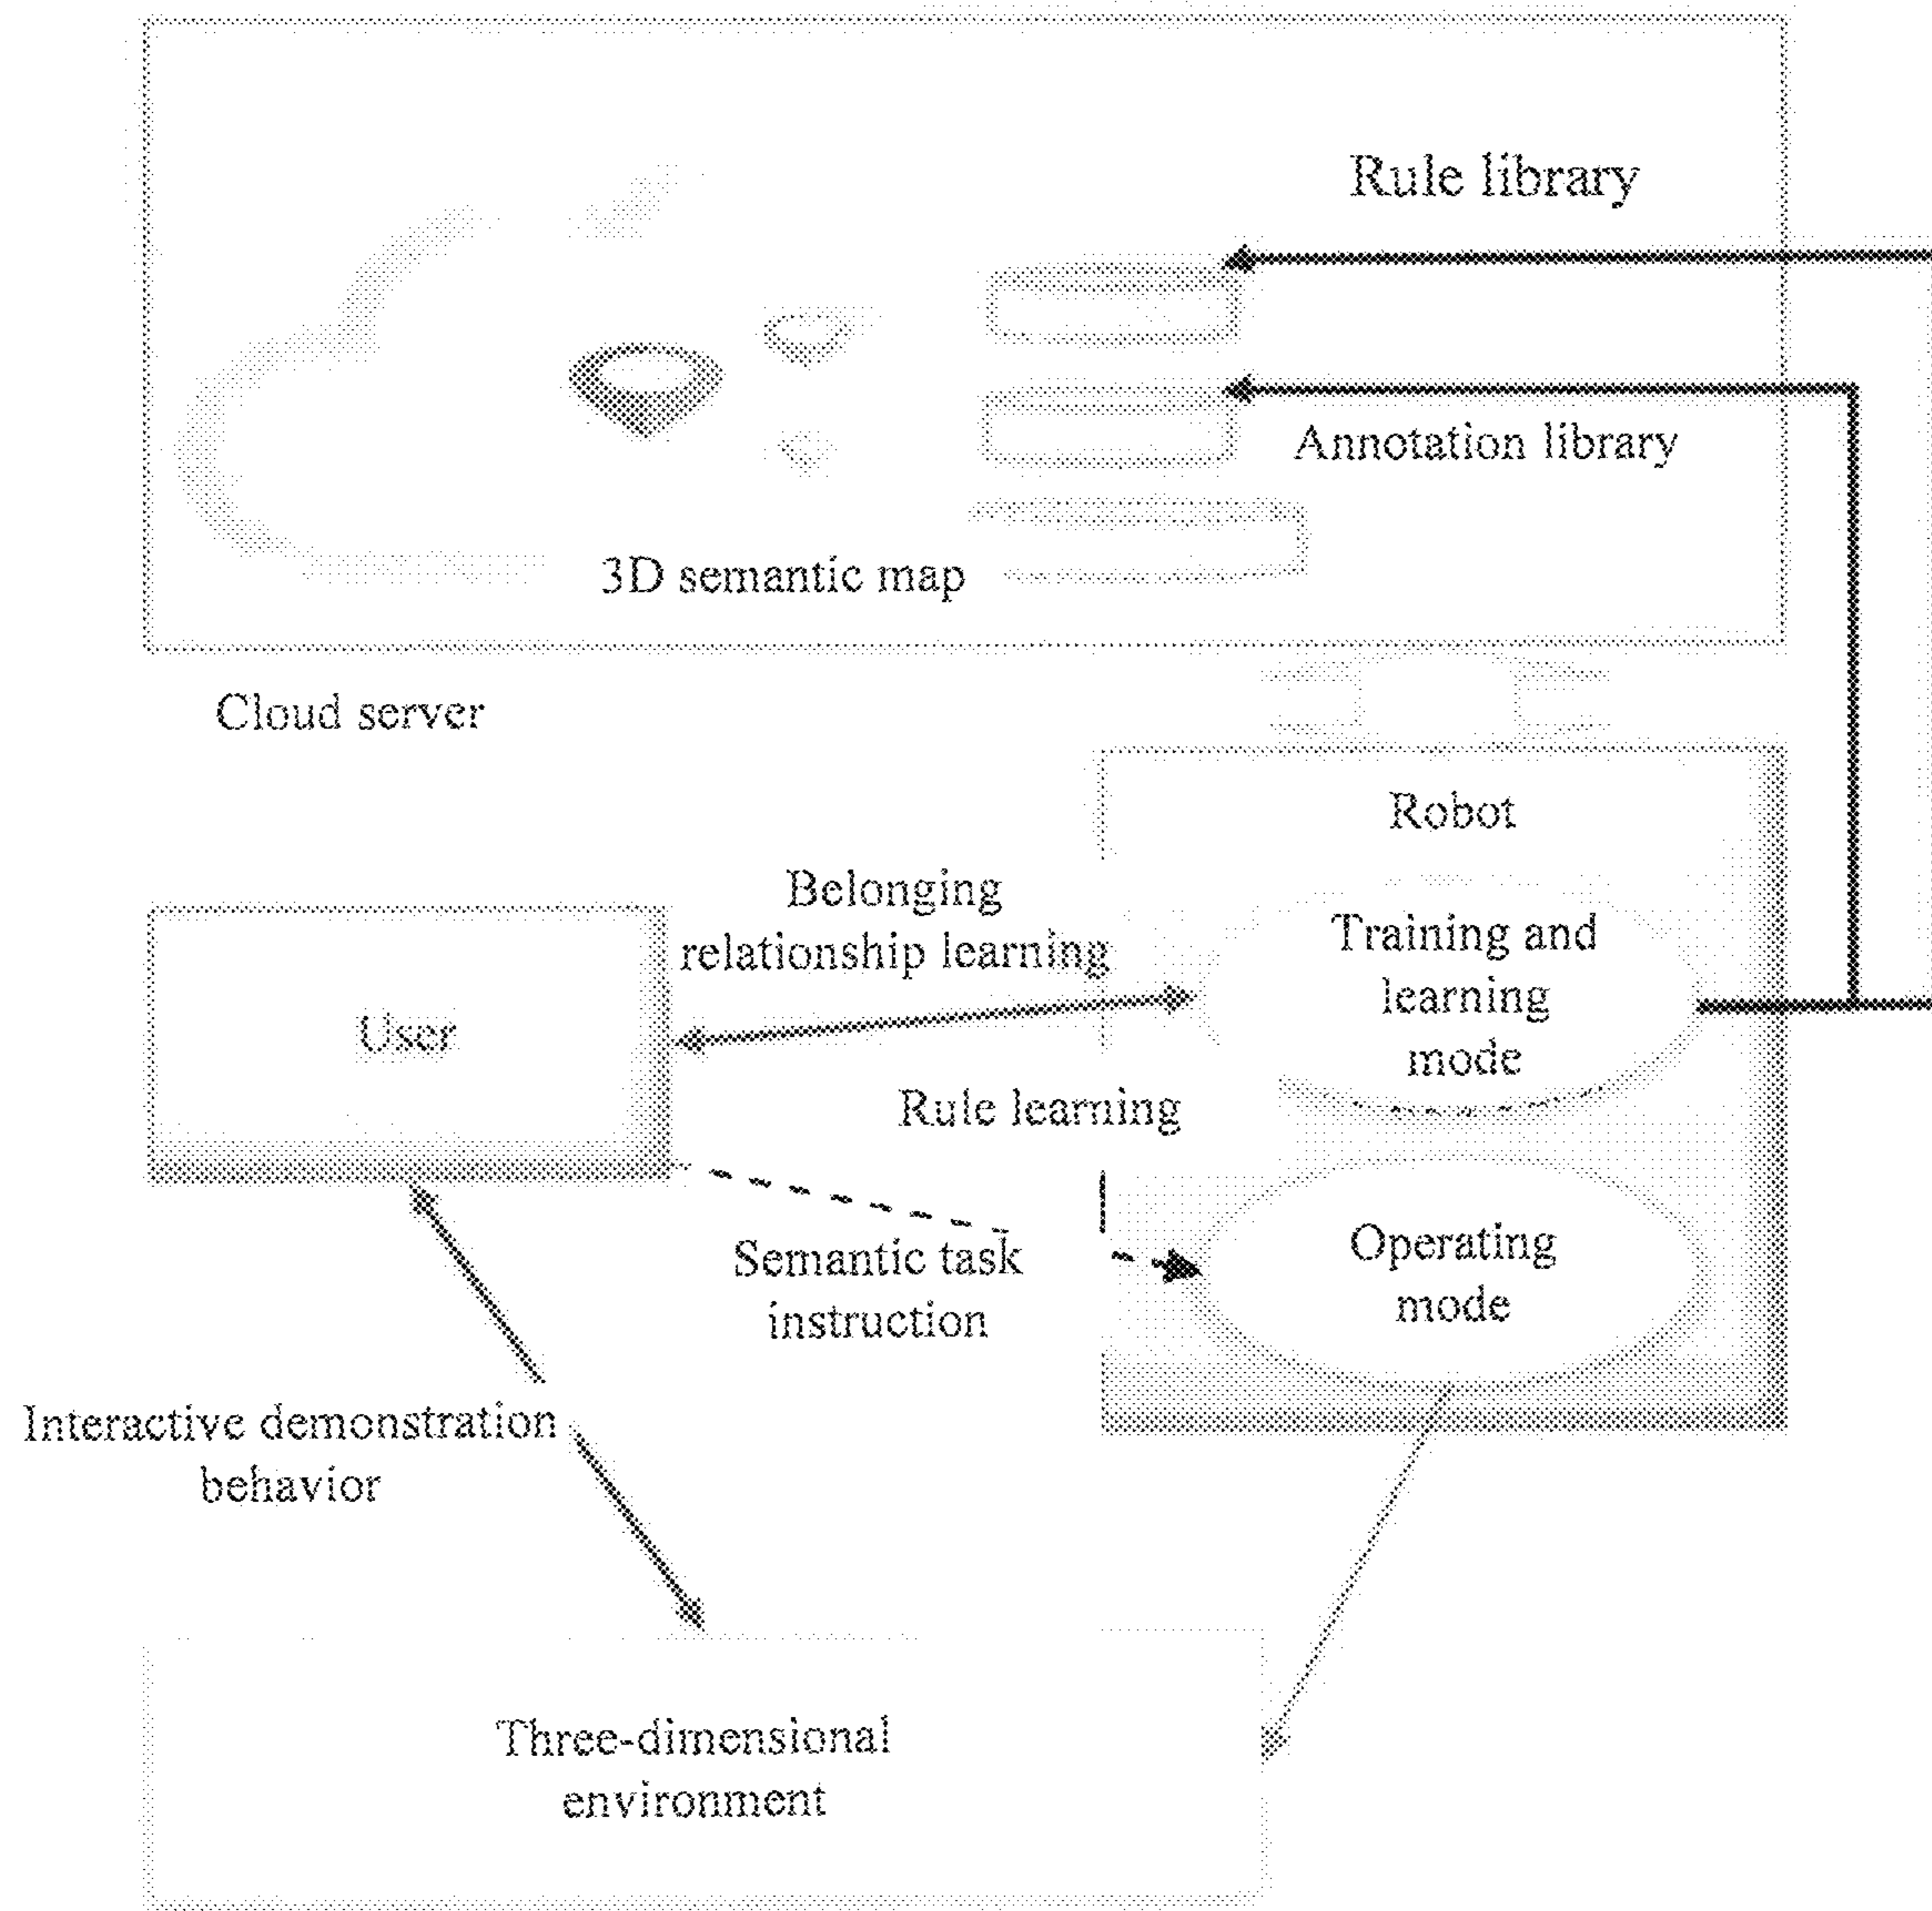 Rule library
Annotation library
3D semantic map
Cloud server
Robot
Belonging
relationship learning
Training and
learning
mode
User
Rule learning
Semantic task
instruction
Operating
mode
Interactive demonstration
behavior
Three-dimensional
environment